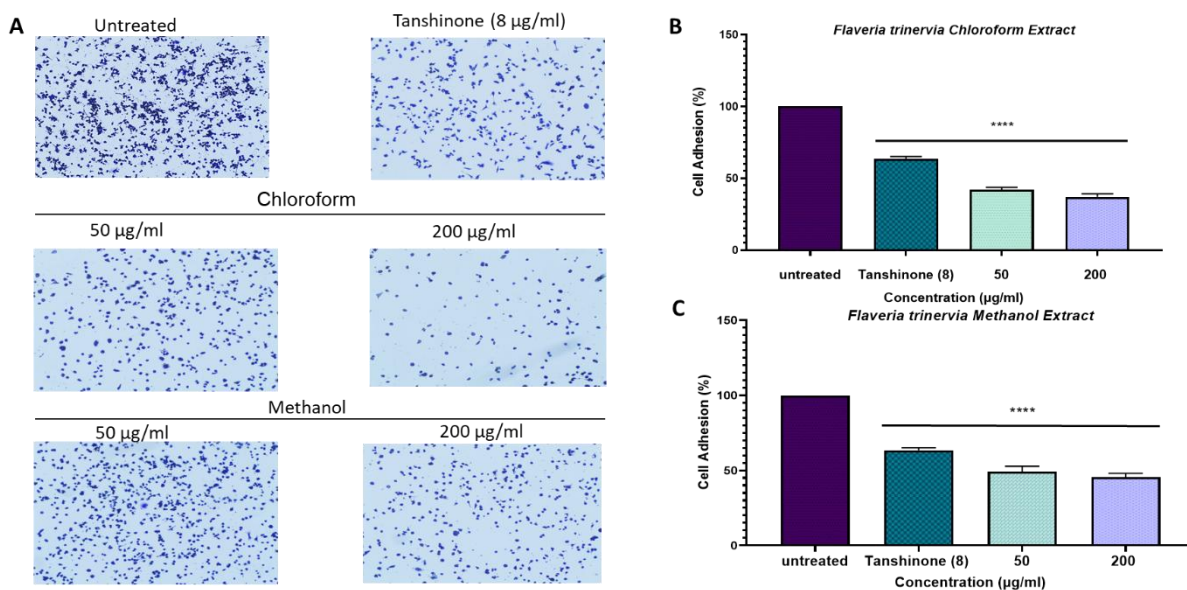 A
Untreated
Tanshinone (8 µg/ml)
Chloroform
50 µg/ml
200 µg/ml
Methanol
50 µg/ml
200 µg/ml
B
Flaveria trinervia Chloroform Extract
Cell Adhesion (%)
150
100
50
0
****
untreated
Tanshinone (8)
50
200
Concentration (µg/ml)
C
Flaveria trinervia Methanol Extract
Cell Adhesion (%)
150
100
50
0
****
untreated
Tanshinone (8)
50
200
Concentration (µg/ml)